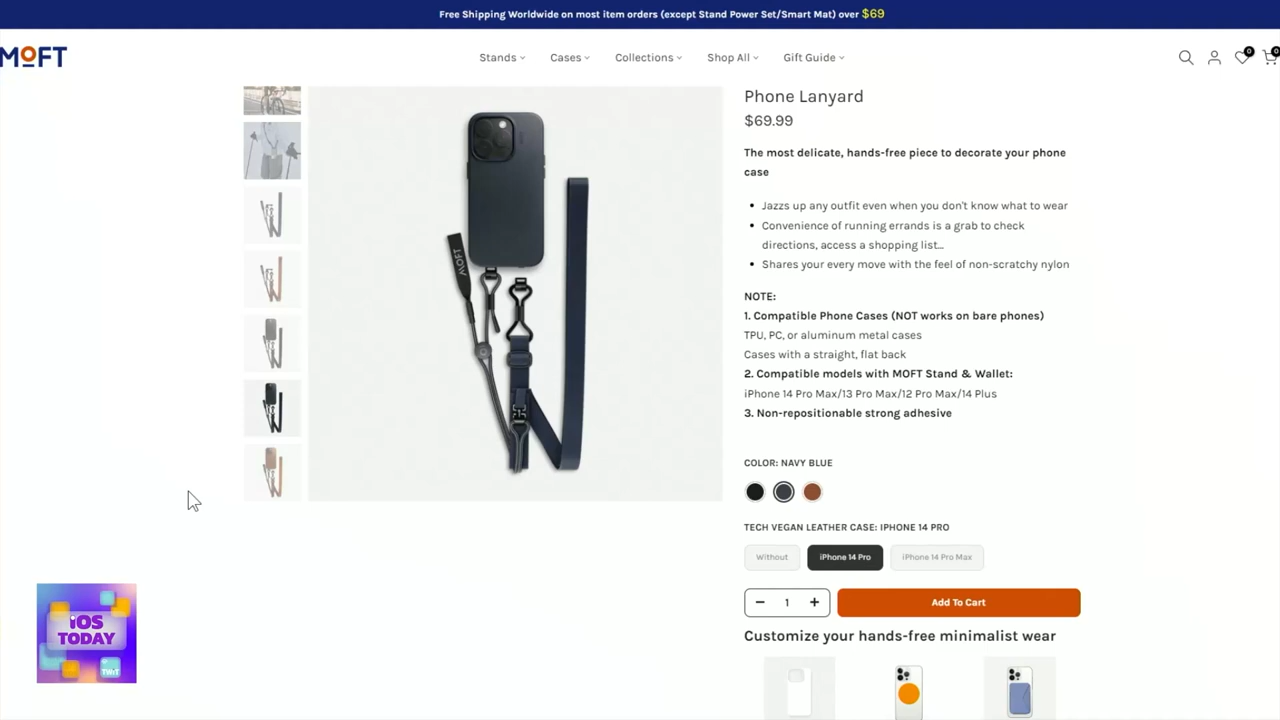 Free Shipping Worldwide on most item orders (except Stand Power Set/Smart Mat) over $69
MOFT
Stands
Cases
Collections
Shop All
Gift Guide
0
0
Phone Lanyard
$69.99
The most delicate, hands-free piece to decorate your phone
case
• Jazzs up any outfit even when you don't know what to wear
• Convenience of running errands is a grab to check
directions, access a shopping list...
• Shares your every move with the feel of non-scratchy nylon
NOTE:
1. Compatible Phone Cases (NOT works on bare phones)
TPU, PC, or aluminum metal cases
Cases with a straight, flat back
2. Compatible models with MOFT Stand & Wallet:
iPhone 14 Pro Max/13 Pro Max/12 Pro Max/14 Plus
3. Non-repositionable strong adhesive
MOFT
COLOR: NAVY BLUE
TECH VEGAN LEATHER CASE: IPHONE 14 PRO
Without
iPhone 14 Pro
iPhone 14 Pro Max
− 1 +
Add To Cart
Customize your hands-free minimalist wear
iOS
TODAY
TWiT